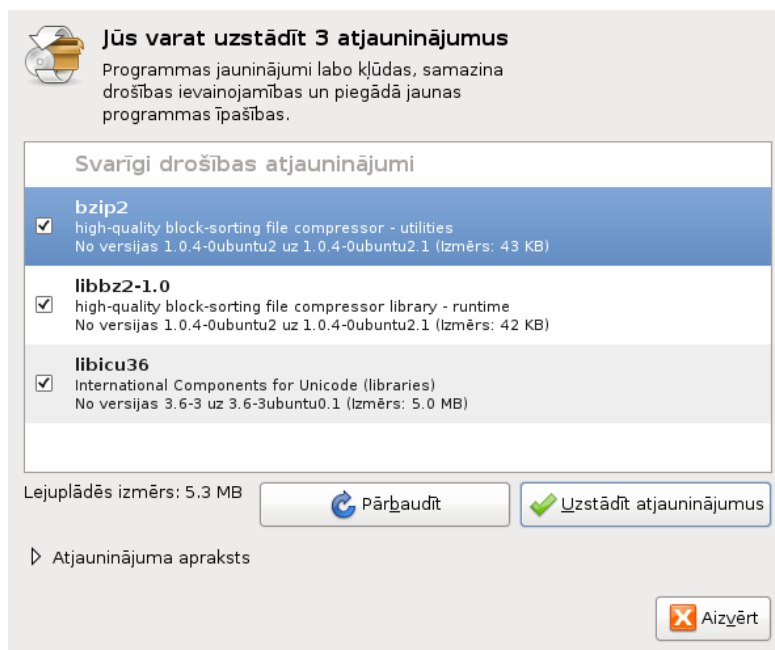 Jūs varat uzstādīt 3 atjauninājumus
Programmas jauninājumi labo kļūdas, samazina
drošības ievainojamības un piegādā jaunas
programmas īpašības.
Svarīgi drošības atjauninājumi
bzip2
high-quality block-sorting file compressor - utilities
No versijas 1.0.4-0ubuntu2 uz 1.0.4-0ubuntu2.1 (Izmērs: 43 KB)
libbz2-1.0
high-quality block-sorting file compressor library - runtime
No versijas 1.0.4-0ubuntu2 uz 1.0.4-0ubuntu2.1 (Izmērs: 42 KB)
libicu36
International Components for Unicode (libraries)
No versijas 3.6-3 uz 3.6-3ubuntu0.1 (Izmērs: 5.0 MB)
Lejuplādēs izmērs: 5.3 MB
Pārbaudīt
Uzstādīt atjauninājumus
Atjauninājuma apraksts
Aizvērt